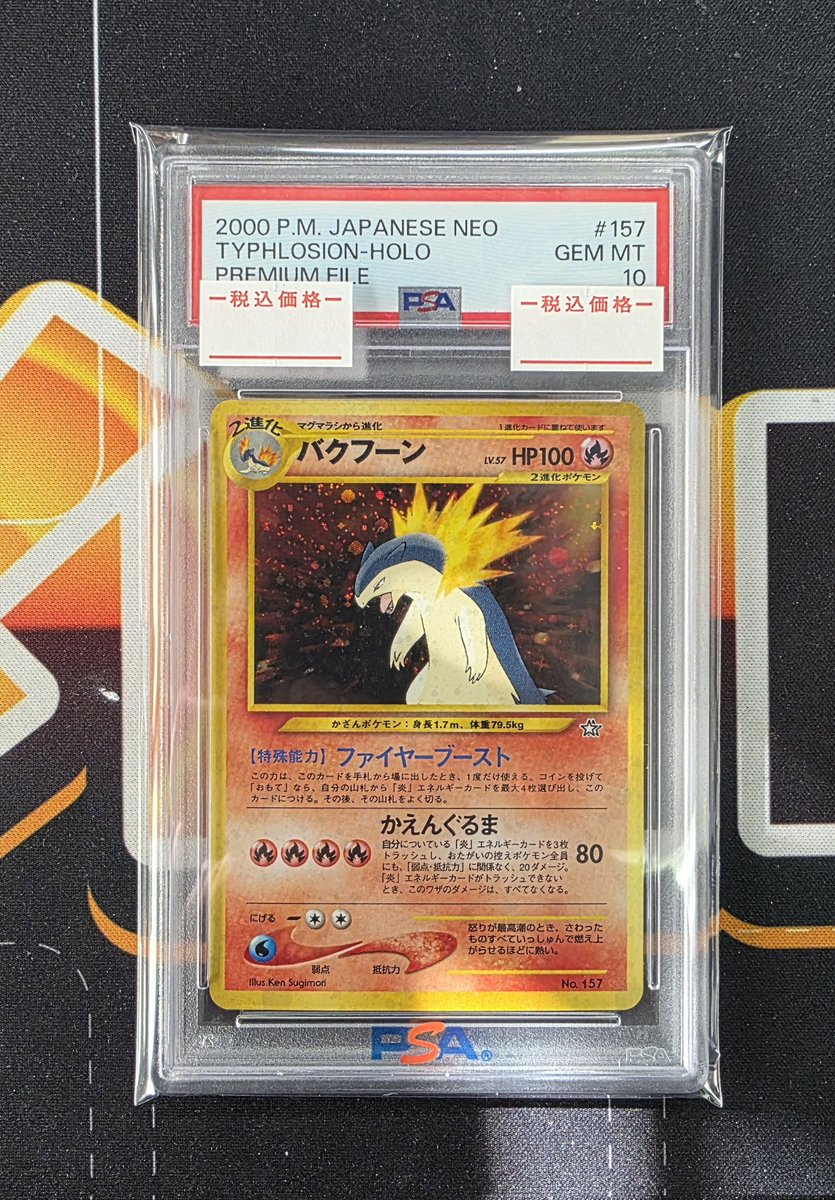 2000 P.M. JAPANESE NEO #157
TYPHLOSION-HOLO GEM MT
PREMIUM FILE 10
PSA
税込価格
税込価格
2進化
マグマラシから進化
1進化カードに重ねて使います
バクフーン LV.57 HP100
2進化ポケモン
かざんポケモン：身長1.7m、体重79.5kg
【特殊能力】ファイヤーブースト
この力は、このカードを手札から場に出したとき、1度だけ使える。コインを投げて
「おもて」なら、自分の山札から「炎」エネルギーカードを最大4枚選び出し、この
カードにつける。その後、その山札をよく切る。
かえんぐるま
自分についている「炎」エネルギーカードを3枚
トラッシュし、おたがいの控えポケモン全員
にも、「弱点・抵抗力」に関係なく、20ダメージ。
「炎」エネルギーカードがトラッシュできない
とき、このワザのダメージは、すべてなくなる。
80
にげる
弱点 抵抗力
怒りが最高潮のとき、さわった
ものすべていっしゅんで燃え上
がらせるほどに熱い。
Illus.Ken Sugimori
No. 157
PSA®
PSA